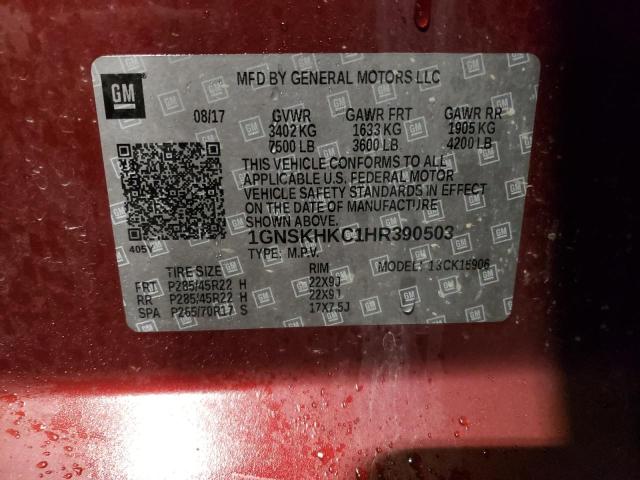 GM
MFD BY GENERAL MOTORS LLC
08/17 GVWR GAWR FRT GAWR RR
3402 KG 1633 KG 1905 KG
7500 LB 3600 LB 4200 LB
THIS VEHICLE CONFORMS TO ALL
APPLICABLE U.S. FEDERAL MOTOR
VEHICLE SAFETY STANDARDS IN EFFECT
ON THE DATE OF MANUFACTURE
SHOWN ABOVE.
405Y
1GNSKHKC1HR390503
TYPE: M.P.V. MODEL: 13CK15906
TIRE SIZE RIM
FRT P285/45R22 H 22X9J
RR P285/45R22 H 22X9J
SPA P265/70R17 S 17X7.5J